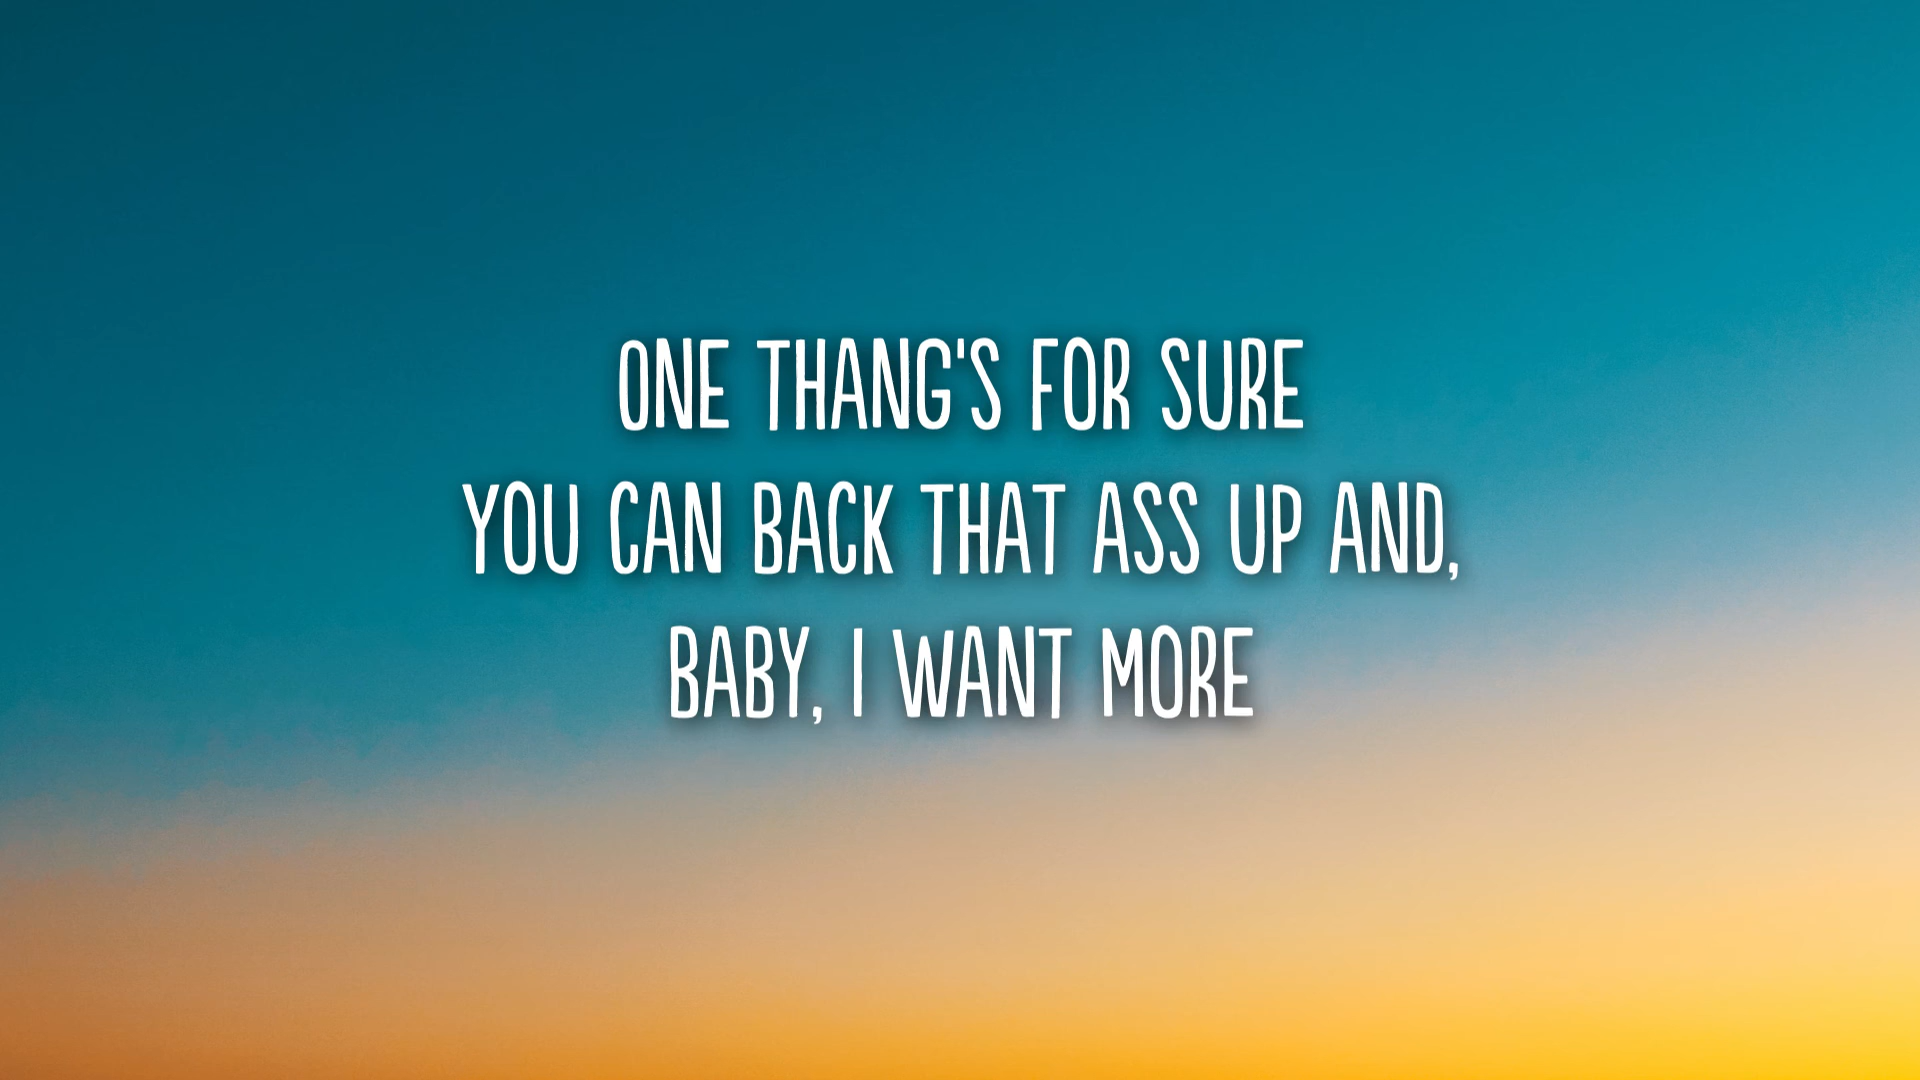 ONE THANG'S FOR SURE
YOU CAN BACK THAT ASS UP AND,
BABY, I WANT MORE